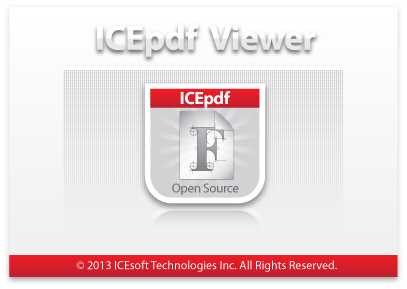 ICEpdf Viewer
ICEpdf
F
Open Source
© 2013 ICEsoft Technologies Inc. All Rights Reserved.